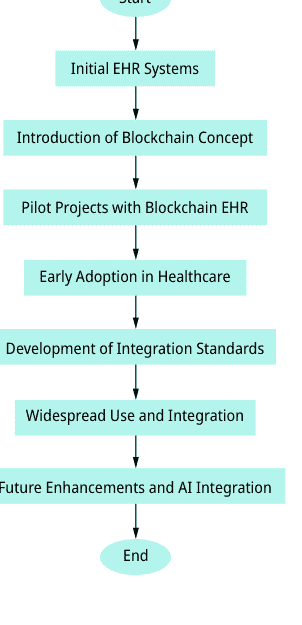 Start
Initial EHR Systems
Introduction of Blockchain Concept
Pilot Projects with Blockchain EHR
Early Adoption in Healthcare
Development of Integration Standards
Widespread Use and Integration
Future Enhancements and AI Integration
End